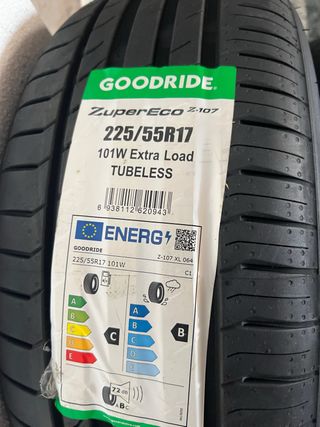 GOODRIDE
ZuperEco Z-107
225/55R17
101W Extra Load
TUBELESS
6 938112 620943
ENERG
GOODRIDE
Z-107 XL 064
225/55R17 101W
C1
A
B
C
D
E
C
A
B
C
D
E
B
72 dB
ABC